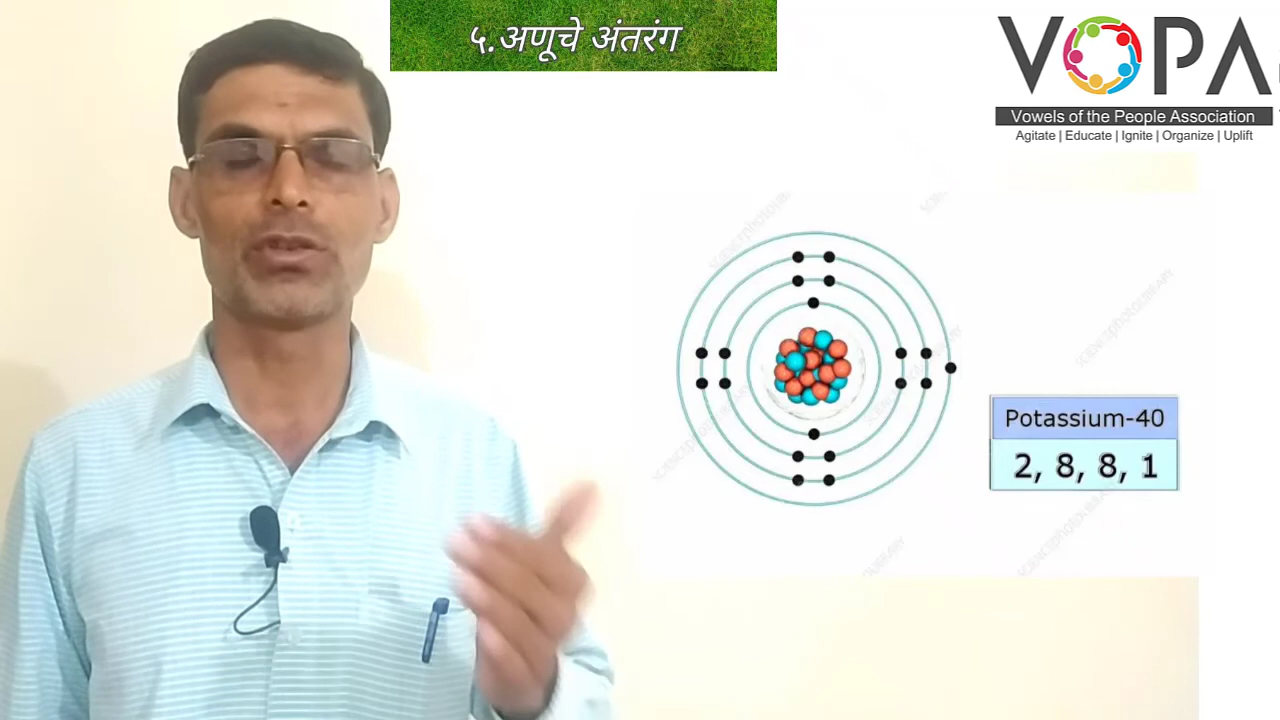 ५. अणूचे अंतरंग
VOPA
Vowels of the People Association
Agitate | Educate | Ignite | Organize | Uplift
Potassium-40
2, 8, 8, 1